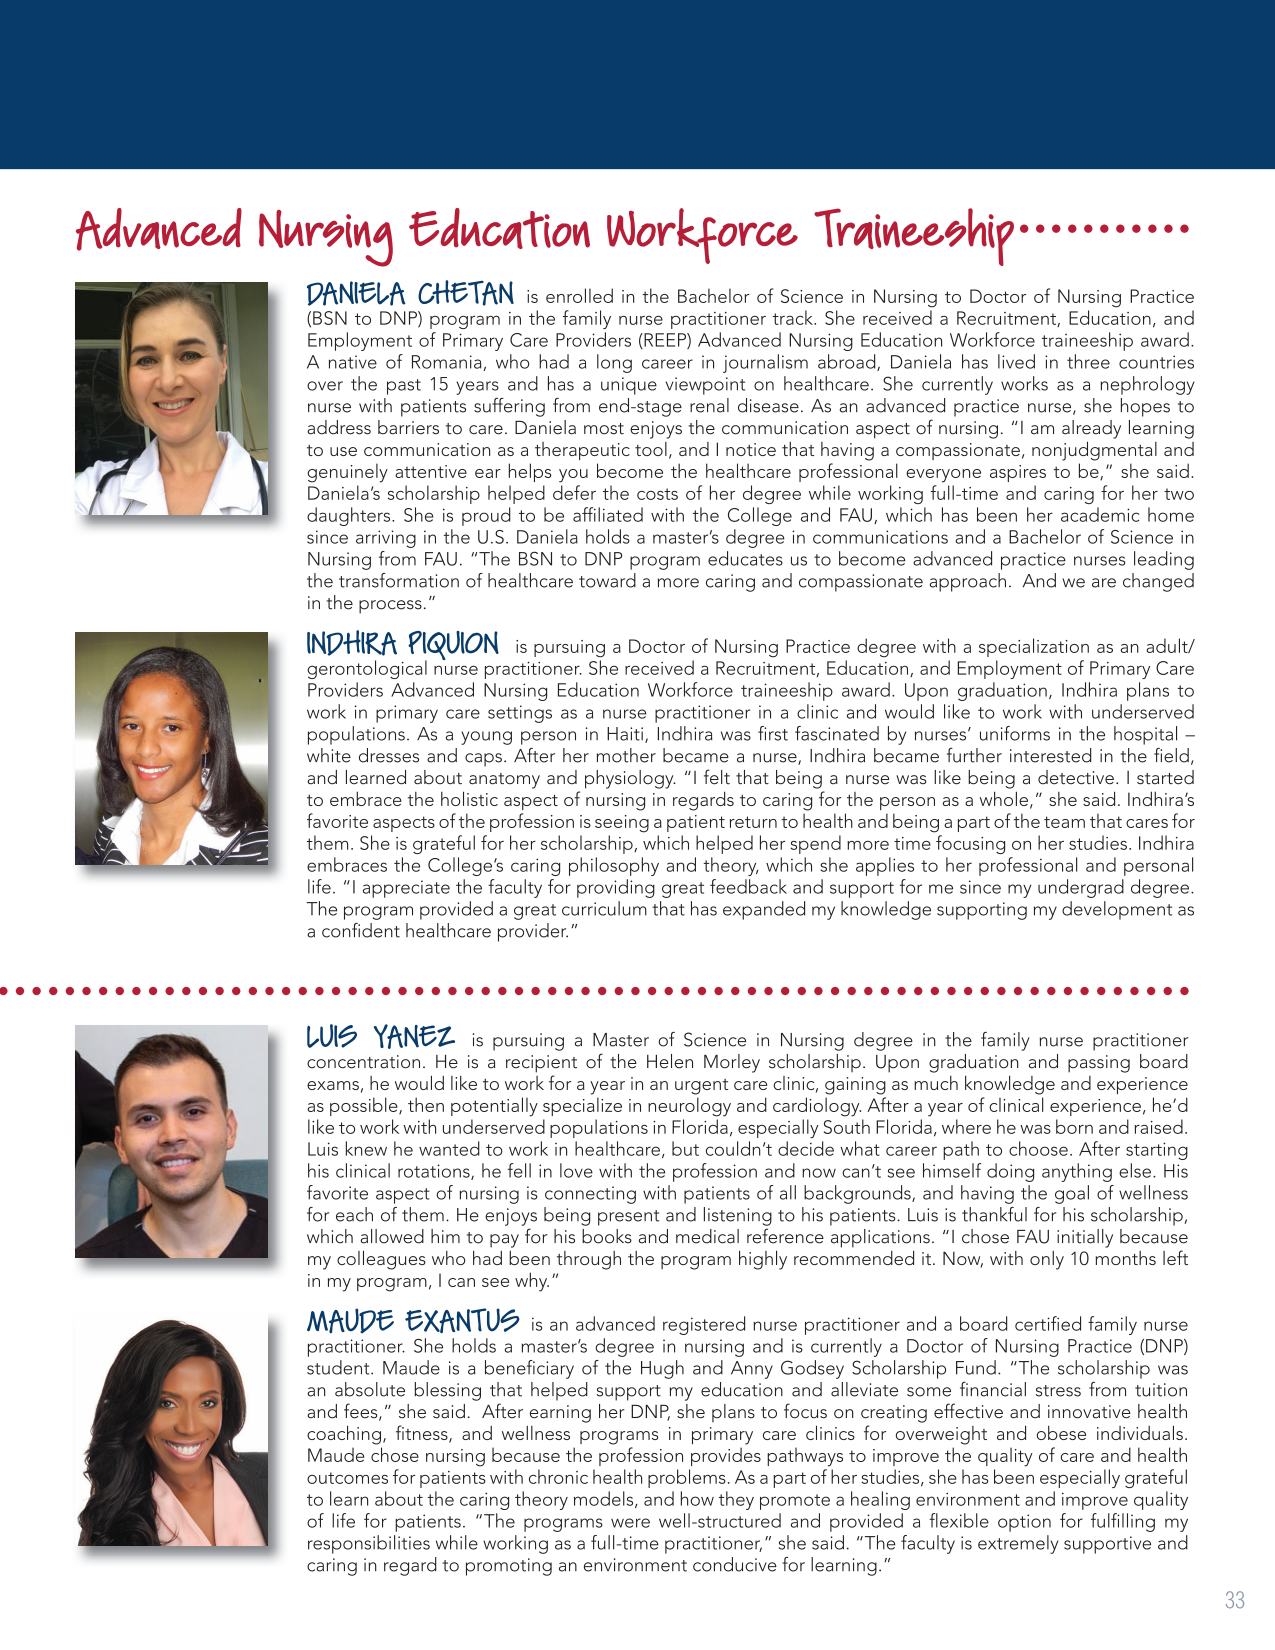 Advanced Nursing Education Workforce Traineeship
DANIELA CHETAN is enrolled in the Bachelor of Science in Nursing to Doctor of Nursing Practice
(BSN to DNP) program in the family nurse practitioner track. She received a Recruitment, Education, and
Employment of Primary Care Providers (REEP) Advanced Nursing Education Workforce traineeship award.
A native of Romania, who had a long career in journalism abroad, Daniela has lived in three countries
over the past 15 years and has a unique viewpoint on healthcare. She currently works as a nephrology
nurse with patients suffering from end-stage renal disease. As an advanced practice nurse, she hopes to
address barriers to care. Daniela most enjoys the communication aspect of nursing. “I am already learning
to use communication as a therapeutic tool, and I notice that having a compassionate, nonjudgmental and
genuinely attentive ear helps you become the healthcare professional everyone aspires to be,” she said.
Daniela’s scholarship helped defer the costs of her degree while working full-time and caring for her two
daughters. She is proud to be affiliated with the College and FAU, which has been her academic home
since arriving in the U.S. Daniela holds a master’s degree in communications and a Bachelor of Science in
Nursing from FAU. “The BSN to DNP program educates us to become advanced practice nurses leading
the transformation of healthcare toward a more caring and compassionate approach.  And we are changed
in the process.”
INDHIRA PIQUION is pursuing a Doctor of Nursing Practice degree with a specialization as an adult/
gerontological nurse practitioner. She received a Recruitment, Education, and Employment of Primary Care
Providers Advanced Nursing Education Workforce traineeship award. Upon graduation, Indhira plans to
work in primary care settings as a nurse practitioner in a clinic and would like to work with underserved
populations. As a young person in Haiti, Indhira was first fascinated by nurses’ uniforms in the hospital –
white dresses and caps. After her mother became a nurse, Indhira became further interested in the field,
and learned about anatomy and physiology. “I felt that being a nurse was like being a detective. I started
to embrace the holistic aspect of nursing in regards to caring for the person as a whole,” she said. Indhira’s
favorite aspects of the profession is seeing a patient return to health and being a part of the team that cares for
them. She is grateful for her scholarship, which helped her spend more time focusing on her studies. Indhira
embraces the College’s caring philosophy and theory, which she applies to her professional and personal
life. “I appreciate the faculty for providing great feedback and support for me since my undergrad degree.
The program provided a great curriculum that has expanded my knowledge supporting my development as
a confident healthcare provider.”
LUIS YANEZ is pursuing a Master of Science in Nursing degree in the family nurse practitioner
concentration. He is a recipient of the Helen Morley scholarship. Upon graduation and passing board
exams, he would like to work for a year in an urgent care clinic, gaining as much knowledge and experience
as possible, then potentially specialize in neurology and cardiology. After a year of clinical experience, he’d
like to work with underserved populations in Florida, especially South Florida, where he was born and raised.
Luis knew he wanted to work in healthcare, but couldn’t decide what career path to choose. After starting
his clinical rotations, he fell in love with the profession and now can’t see himself doing anything else. His
favorite aspect of nursing is connecting with patients of all backgrounds, and having the goal of wellness
for each of them. He enjoys being present and listening to his patients. Luis is thankful for his scholarship,
which allowed him to pay for his books and medical reference applications. “I chose FAU initially because
my colleagues who had been through the program highly recommended it. Now, with only 10 months left
in my program, I can see why.”
MAUDE EXANTUS is an advanced registered nurse practitioner and a board certified family nurse
practitioner. She holds a master’s degree in nursing and is currently a Doctor of Nursing Practice (DNP)
student. Maude is a beneficiary of the Hugh and Anny Godsey Scholarship Fund. “The scholarship was
an absolute blessing that helped support my education and alleviate some financial stress from tuition
and fees,” she said.  After earning her DNP, she plans to focus on creating effective and innovative health
coaching, fitness, and wellness programs in primary care clinics for overweight and obese individuals.
Maude chose nursing because the profession provides pathways to improve the quality of care and health
outcomes for patients with chronic health problems. As a part of her studies, she has been especially grateful
to learn about the caring theory models, and how they promote a healing environment and improve quality
of life for patients. “The programs were well-structured and provided a flexible option for fulfilling my
responsibilities while working as a full-time practitioner,” she said. “The faculty is extremely supportive and
caring in regard to promoting an environment conducive for learning.”
33